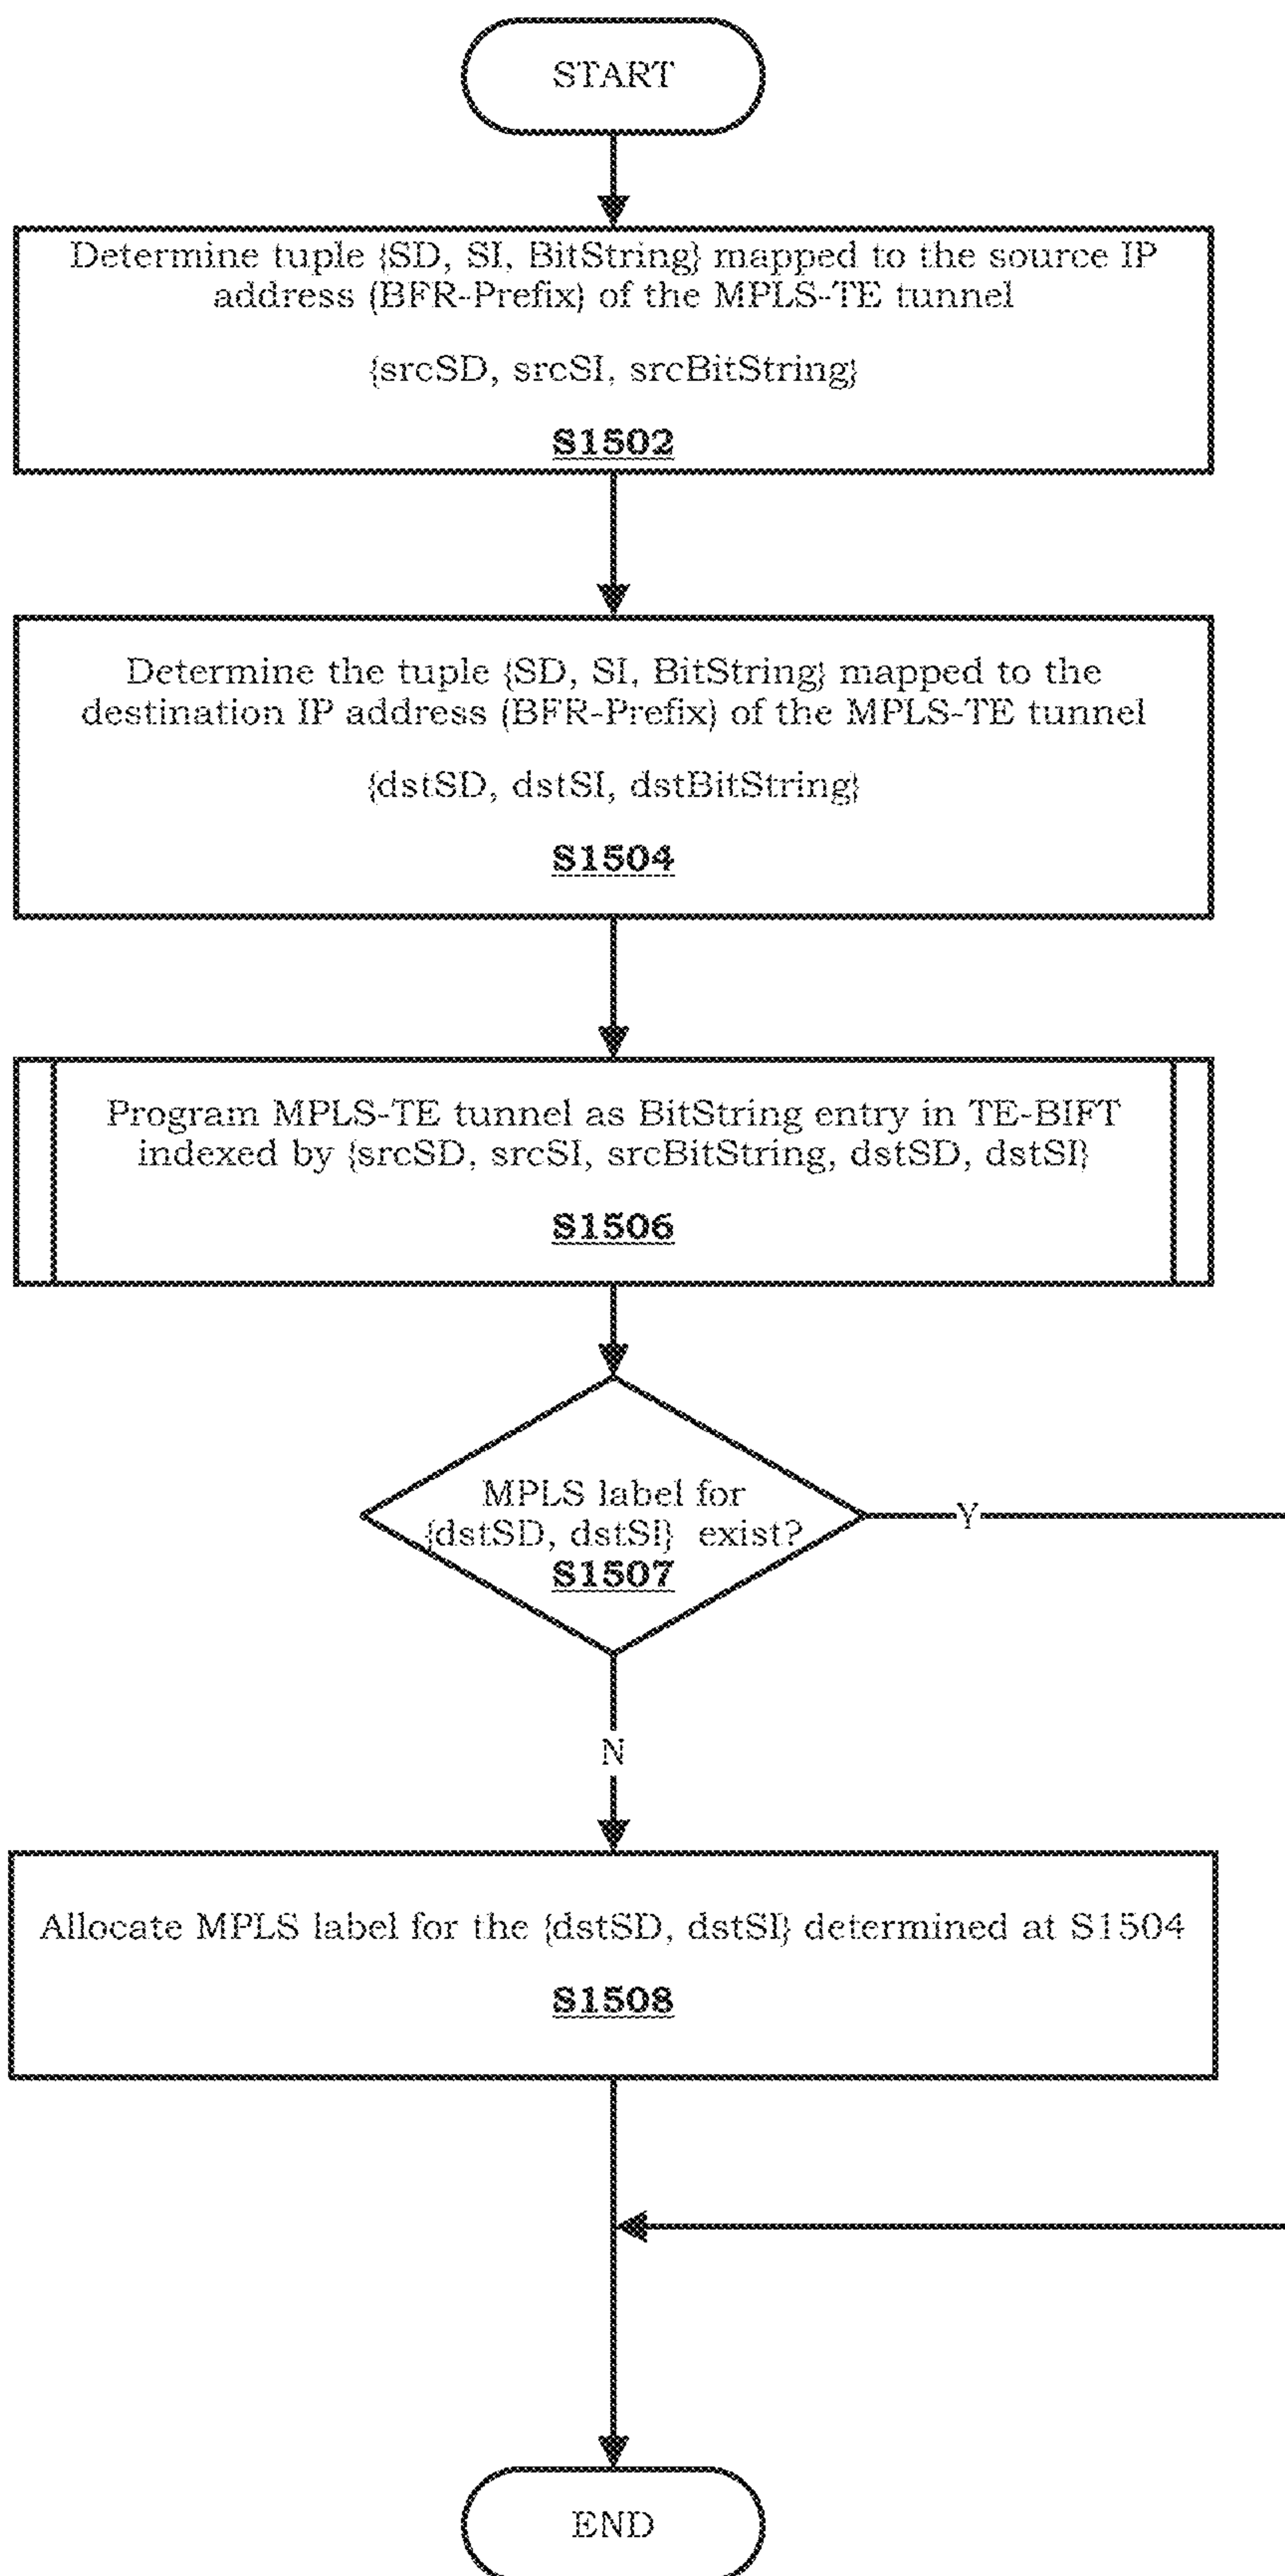 START
Determine tuple {SD, SI, BitString} mapped to the source IP
address (BFR-Prefix) of the MPLS-TE tunnel
{srcSD, srcSI, srcBitString}
S1502
Determine the tuple {SD, SI, BitString} mapped to the
destination IP address (BFR-Prefix) of the MPLS-TE tunnel
{dstSD, dstSI, dstBitString}
S1504
Program MPLS-TE tunnel as BitString entry in TE-BIFT
indexed by {srcSD, srcSI, srcBitString, dstSD, dstSI}
S1506
MPLS label for
{dstSD, dstSI} exist?
S1507
Y
N
Allocate MPLS label for the {dstSD, dstSI} determined at S1504
S1508
END